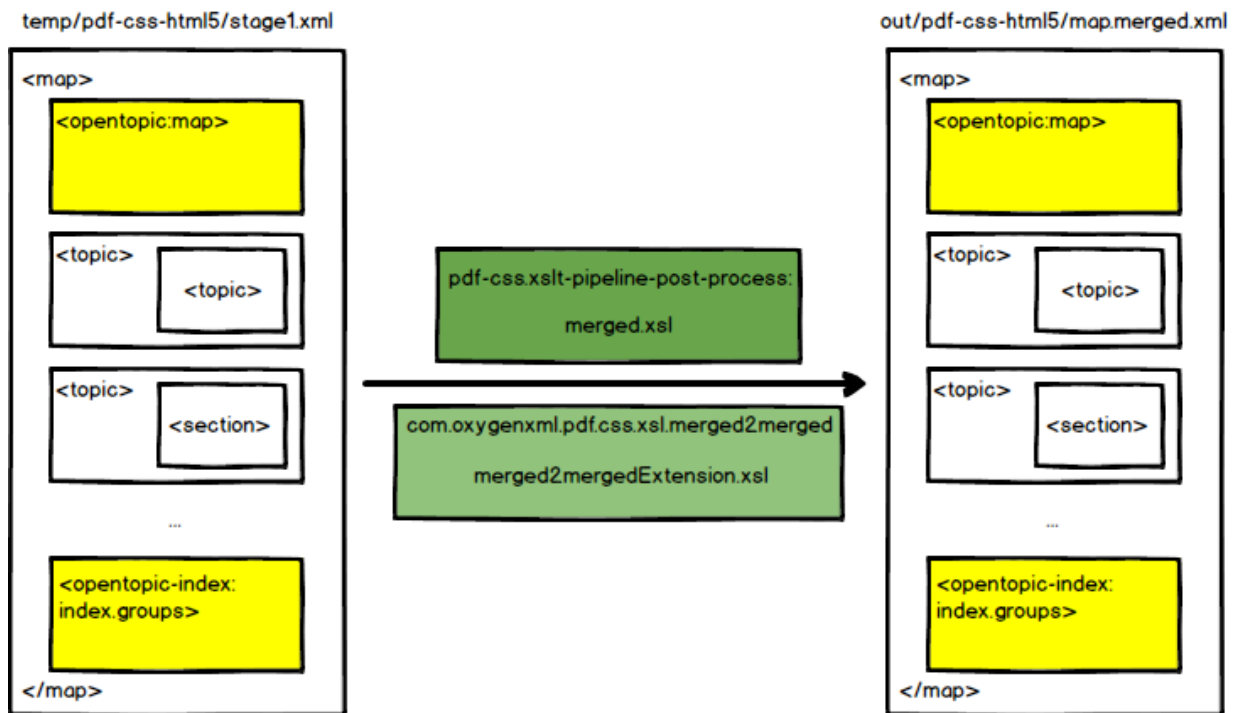 temp/pdf-css-html5/stage1.xml
<map>
<opentopic:map>
<topic>
<topic>
<topic>
<section>
...
<opentopic-index:
index.groups>
</map>
pdf-css.xslt-pipeline-post-process:
merged.xsl
com.oxygenxml.pdf.css.xsl.merged2merged
merged2mergedExtension.xsl
out/pdf-css-html5/map.merged.xml
<map>
<opentopic:map>
<topic>
<topic>
<topic>
<section>
...
<opentopic-index:
index.groups>
</map>